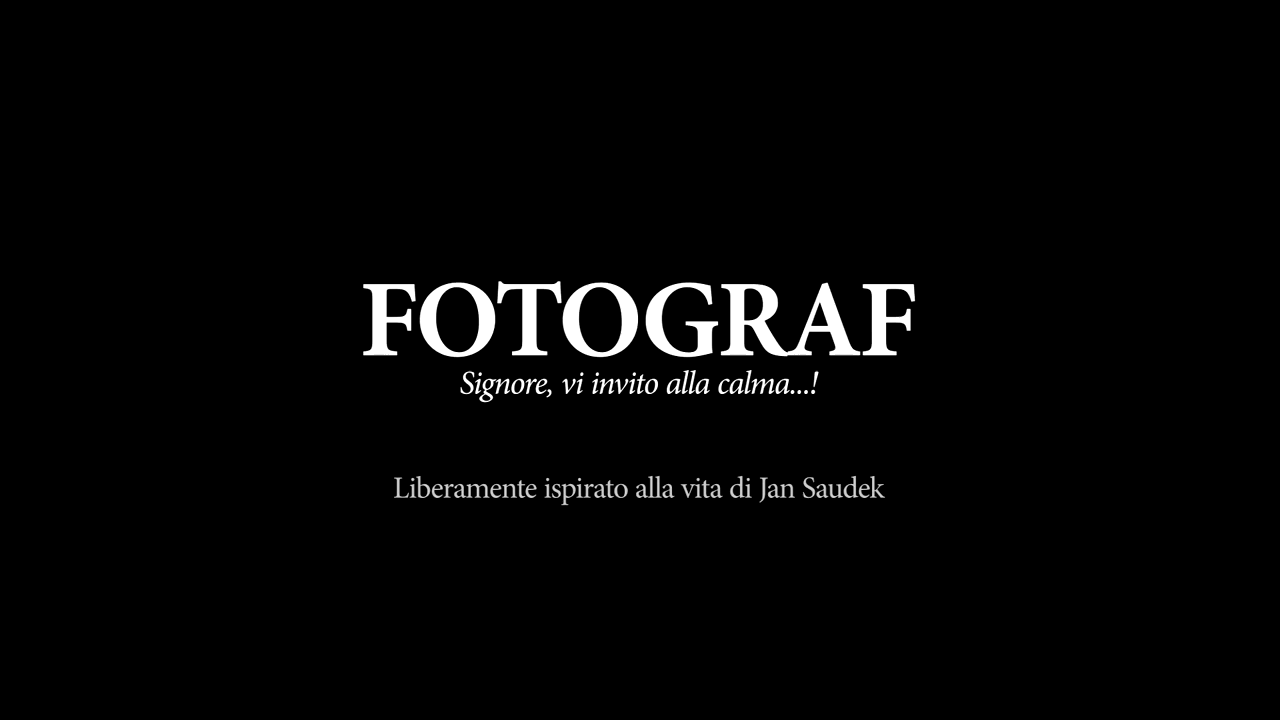 FOTOGRAF
Signore, vi invito alla calma...!
Liberamente ispirato alla vita di Jan Saudek